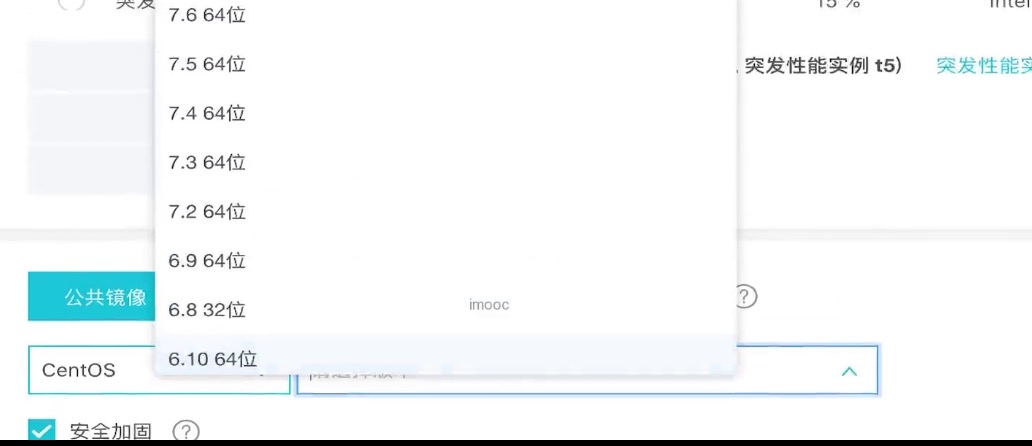 突发
15 %
Intel
7.6 64位
7.5 64位
突发性能实例 t5)
突发性能实
7.4 64位
7.3 64位
7.2 64位
6.9 64位
公共镜像
6.8 32位
imooc
?
6.10 64位
CentOS
安全加固
?